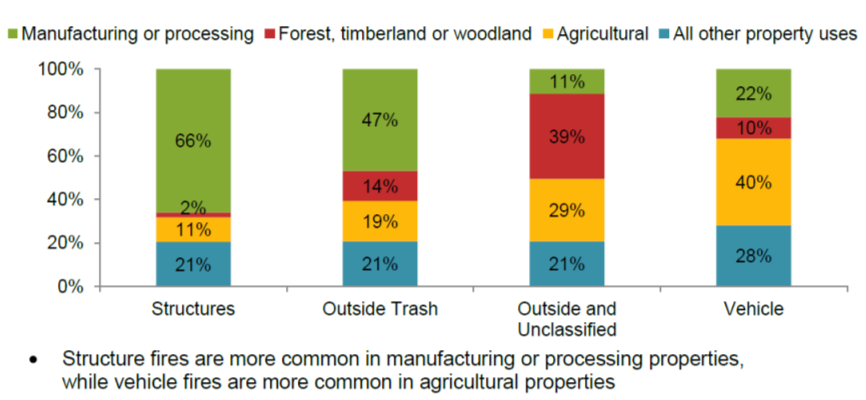 Manufacturing or processing Forest, timberland or woodland Agricultural All other property uses
100%
80%
60%
40%
20%
0%
66%
2%
11%
21%
47%
14%
19%
21%
11%
39%
29%
21%
22%
10%
40%
28%
Structures
Outside Trash
Outside and
Unclassified
Vehicle
• Structure fires are more common in manufacturing or processing properties,
while vehicle fires are more common in agricultural properties